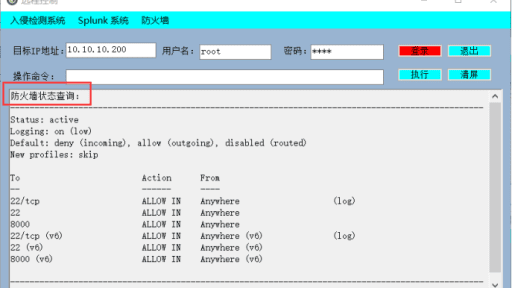 远程控制
入侵检测系统 Splunk 系统 防火墙
目标IP地址: 10.10.10.200 用户名: root 密码: **** 登录 退出
操作命令: 执行 清屏
防火墙状态查询:
Status: active
Logging: on (low)
Default: deny (incoming), allow (outgoing), disabled (routed)
New profiles: skip
To Action From
-- ------ ----
22/tcp ALLOW IN Anywhere (log)
22 ALLOW IN Anywhere
8000 ALLOW IN Anywhere
22/tcp (v6) ALLOW IN Anywhere (v6) (log)
22 (v6) ALLOW IN Anywhere (v6)
8000 (v6) ALLOW IN Anywhere (v6)